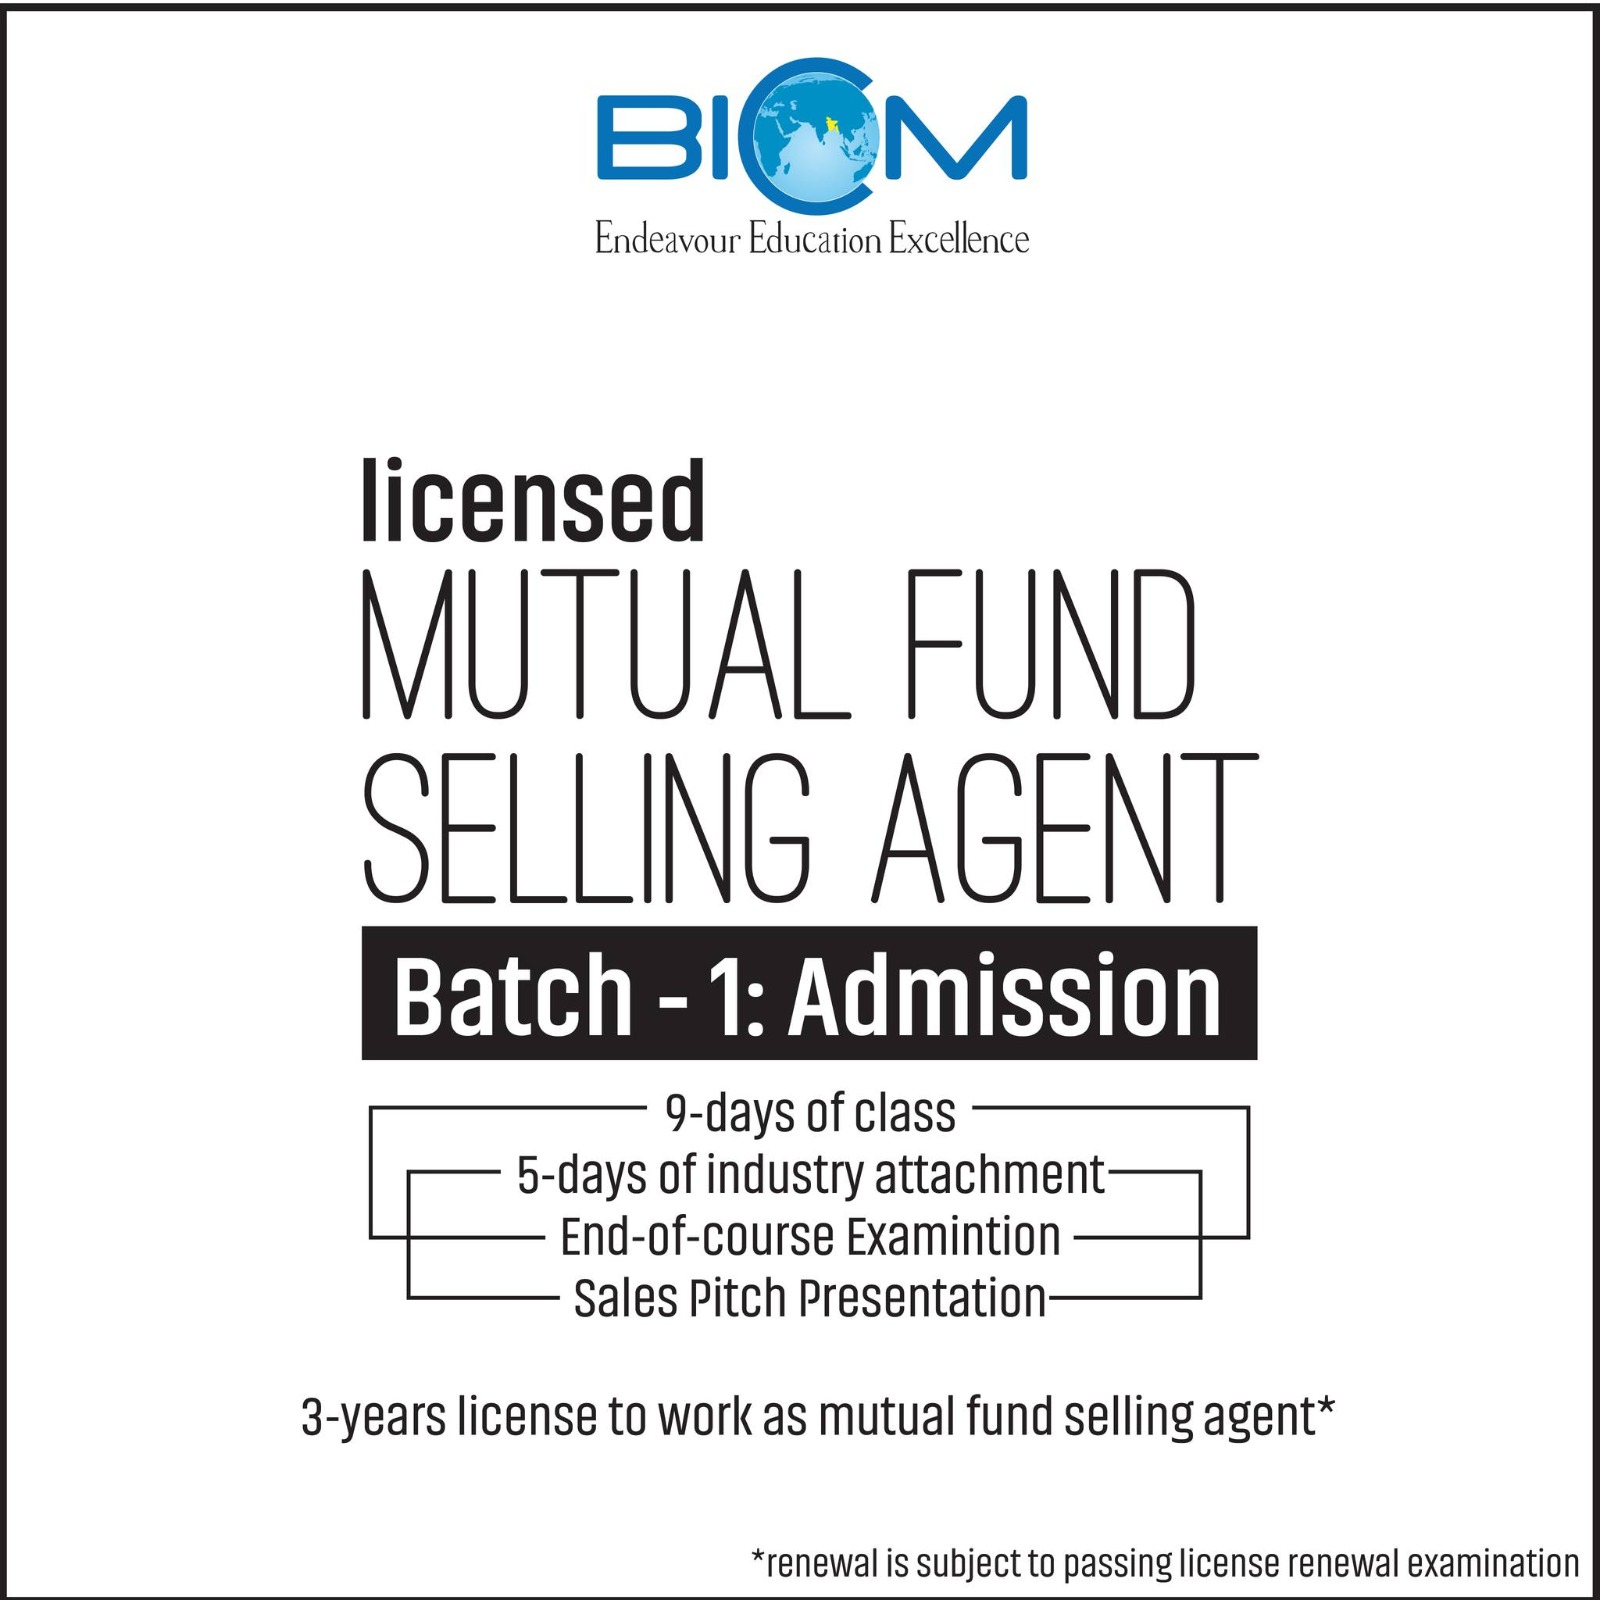 BICM
Endeavour Education Excellence
licensed
MUTUAL FUND
SELLING AGENT
Batch - 1: Admission
9-days of class
5-days of industry attachment
End-of-course Examintion
Sales Pitch Presentation
3-years license to work as mutual fund selling agent*
*renewal is subject to passing license renewal examination